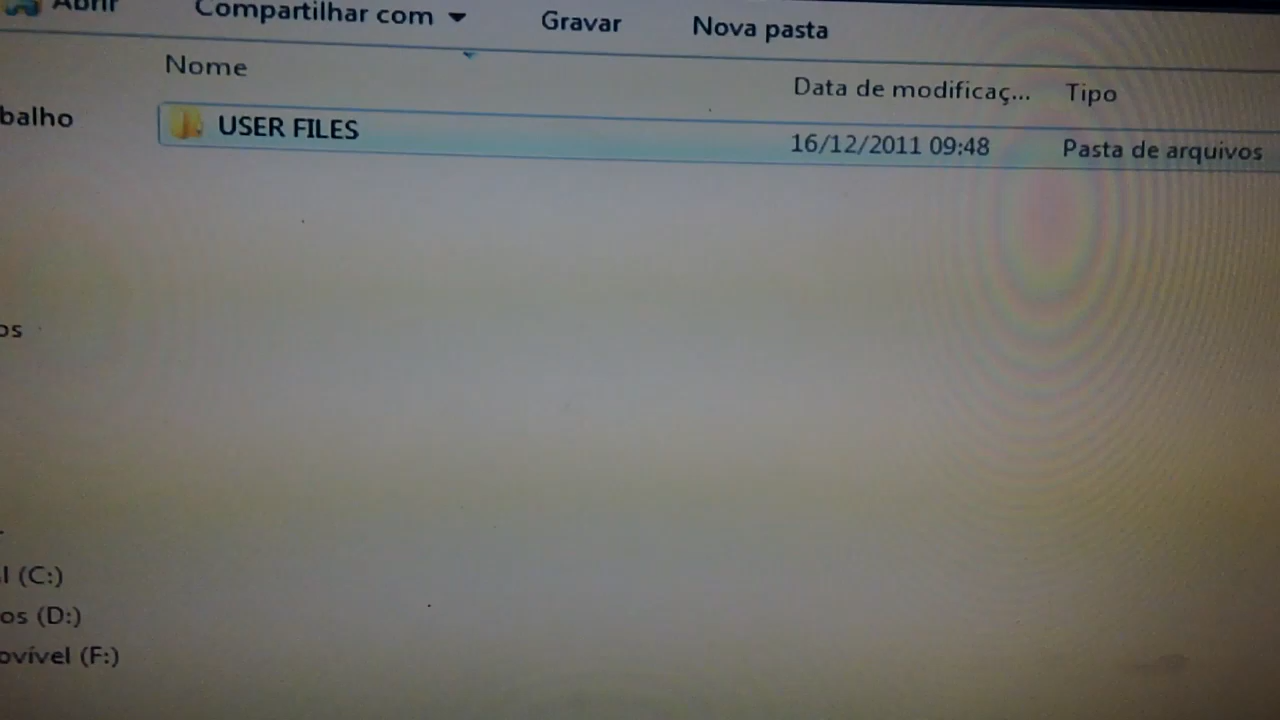 Abrir Compartilhar com Gravar Nova pasta
Nome Data de modificaç... Tipo
balho
USER FILES 16/12/2011 09:48 Pasta de arquivos
os
l (C:)
os (D:)
ovível (F:)